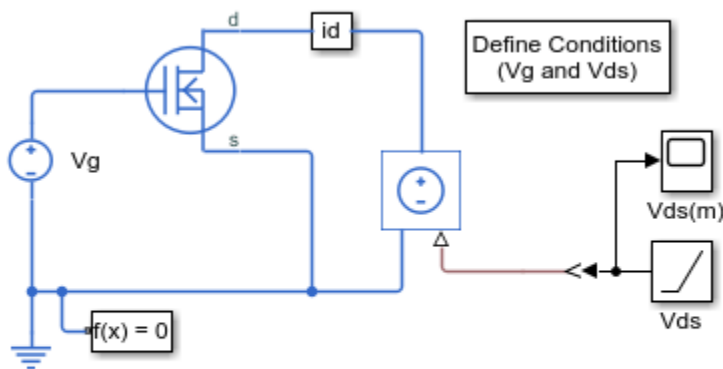 d
id
Define Conditions
(Vg and Vds)
Vg
s
Vds(m)
f(x) = 0
Vds